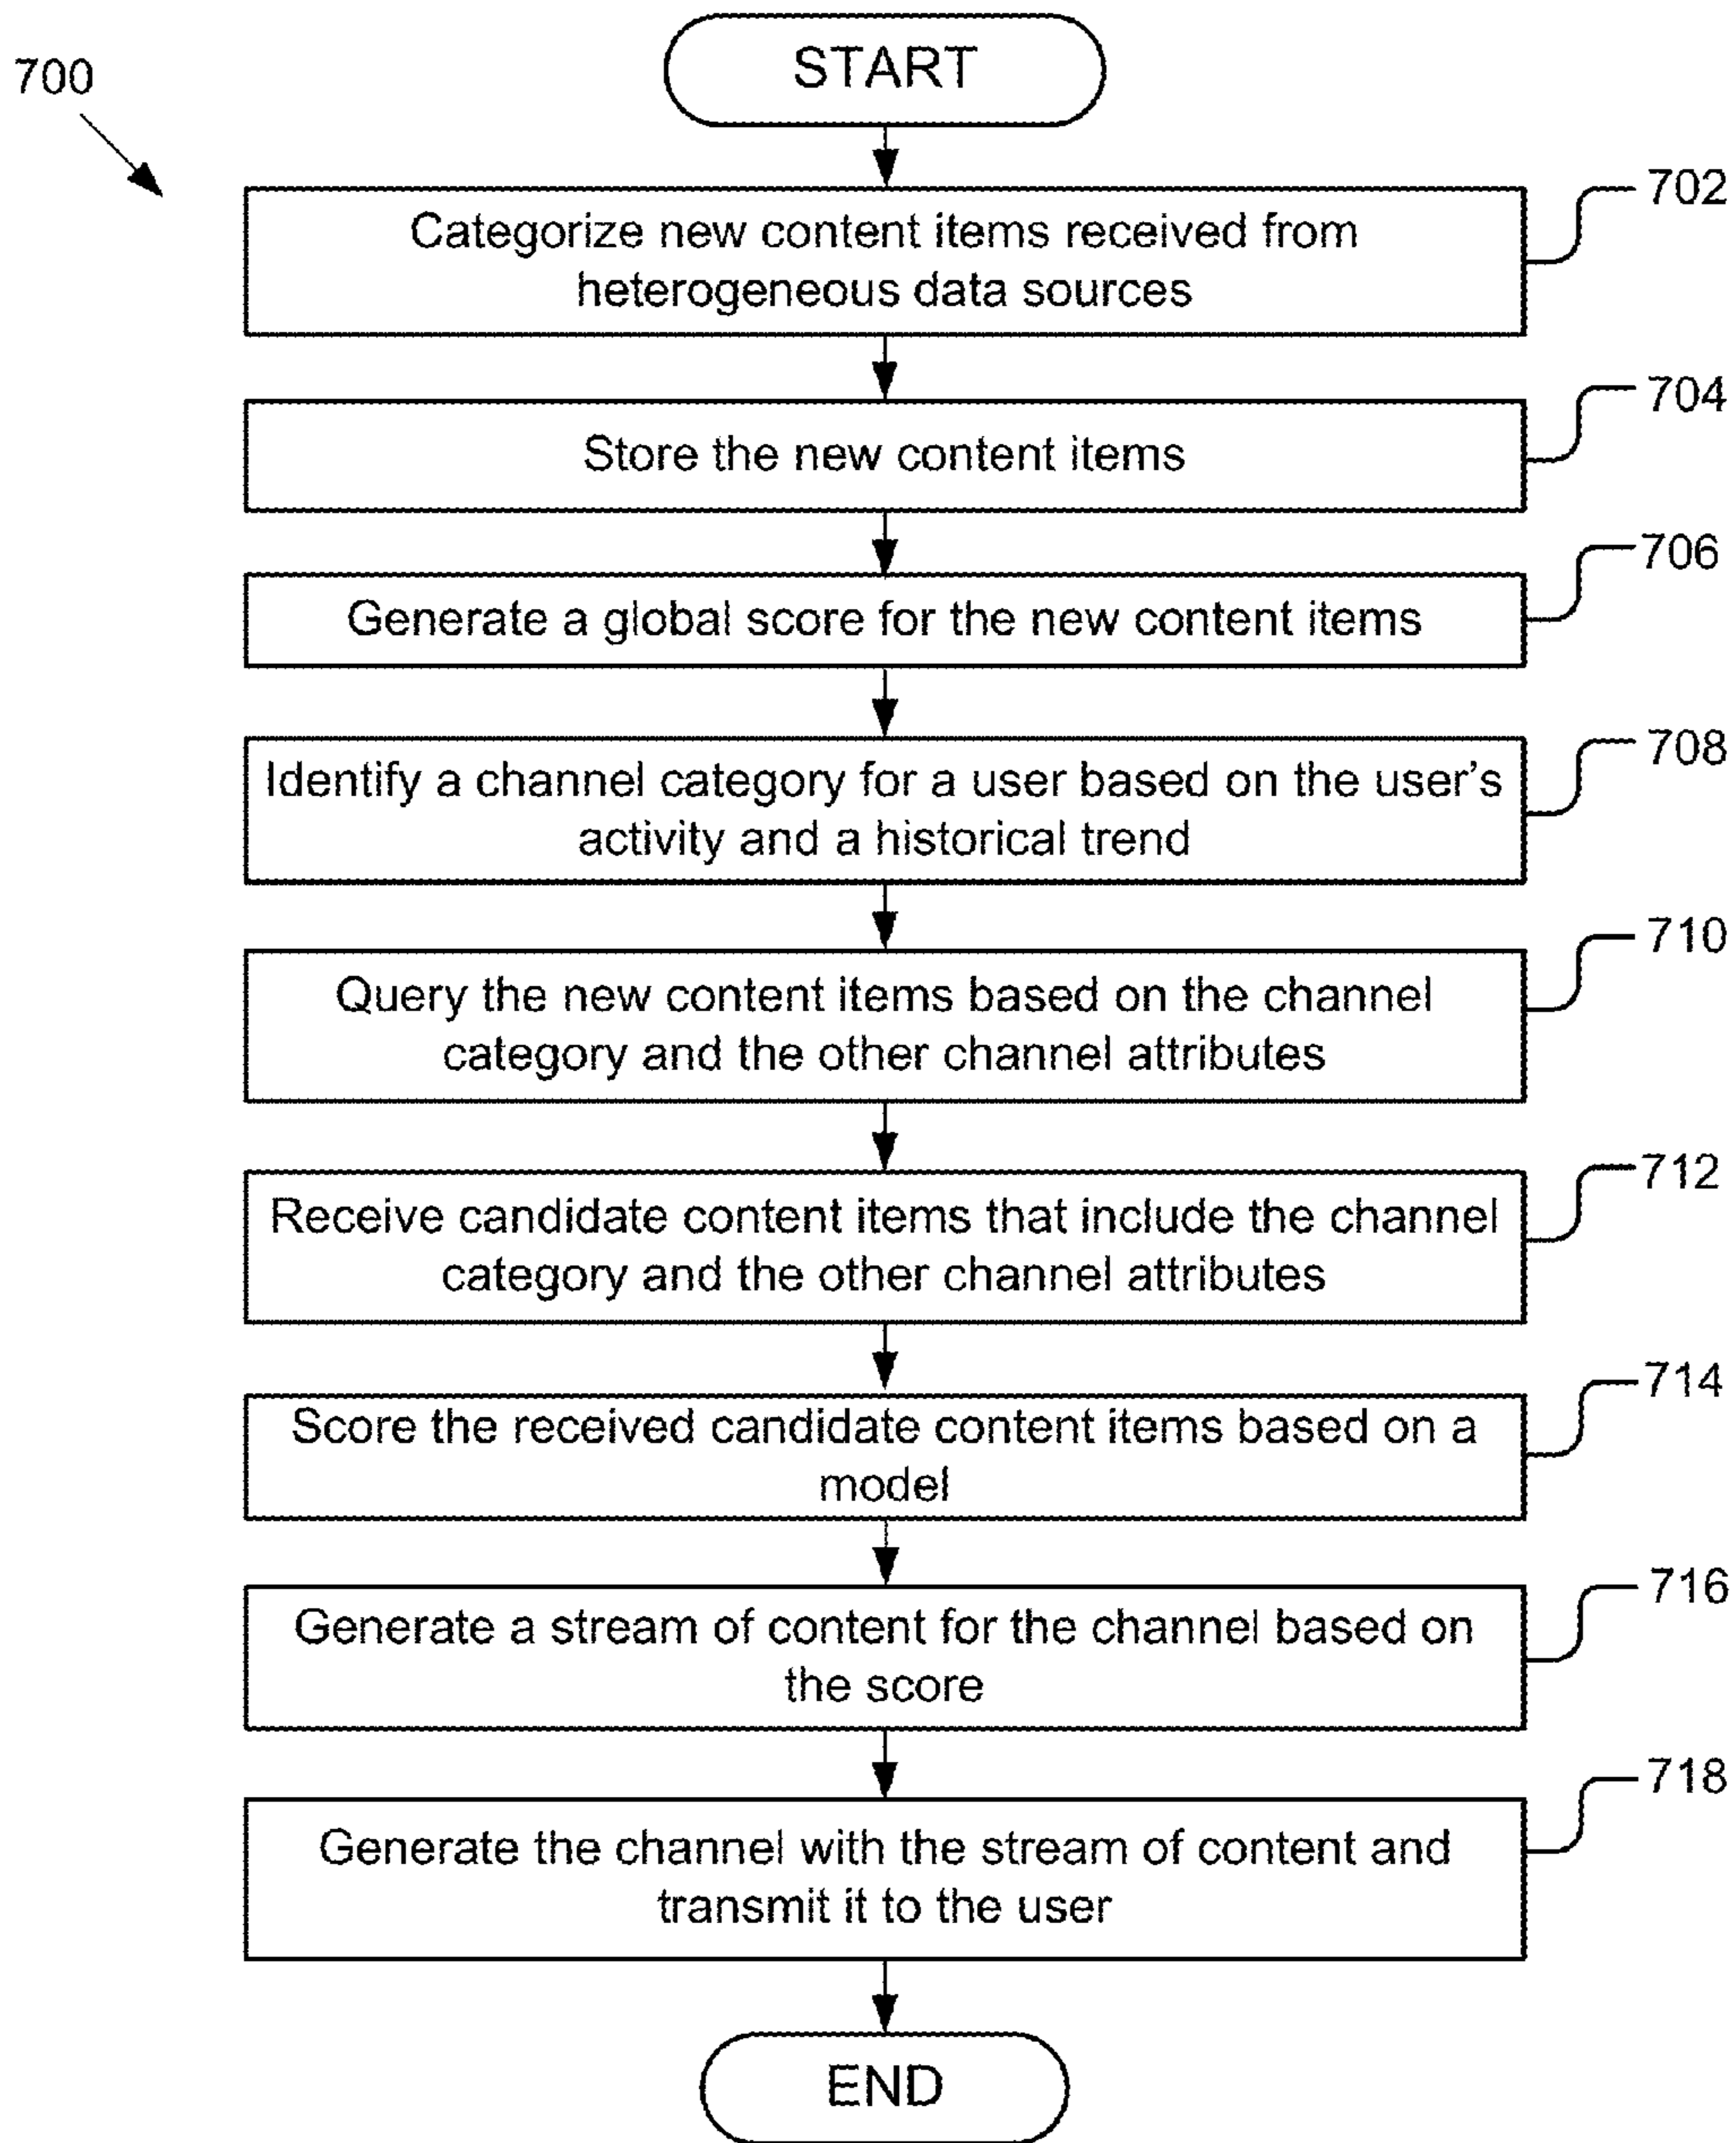 START
700
702
Categorize new content items received from
heterogeneous data sources
704
Store the new content items
706
Generate a global score for the new content items
708
Identify a channel category for a user based on the user’s
activity and a historical trend
710
Query the new content items based on the channel
category and the other channel attributes
712
Receive candidate content items that include the channel
category and the other channel attributes
714
Score the received candidate content items based on a
model
716
Generate a stream of content for the channel based on
the score
718
Generate the channel with the stream of content and
transmit it to the user
END